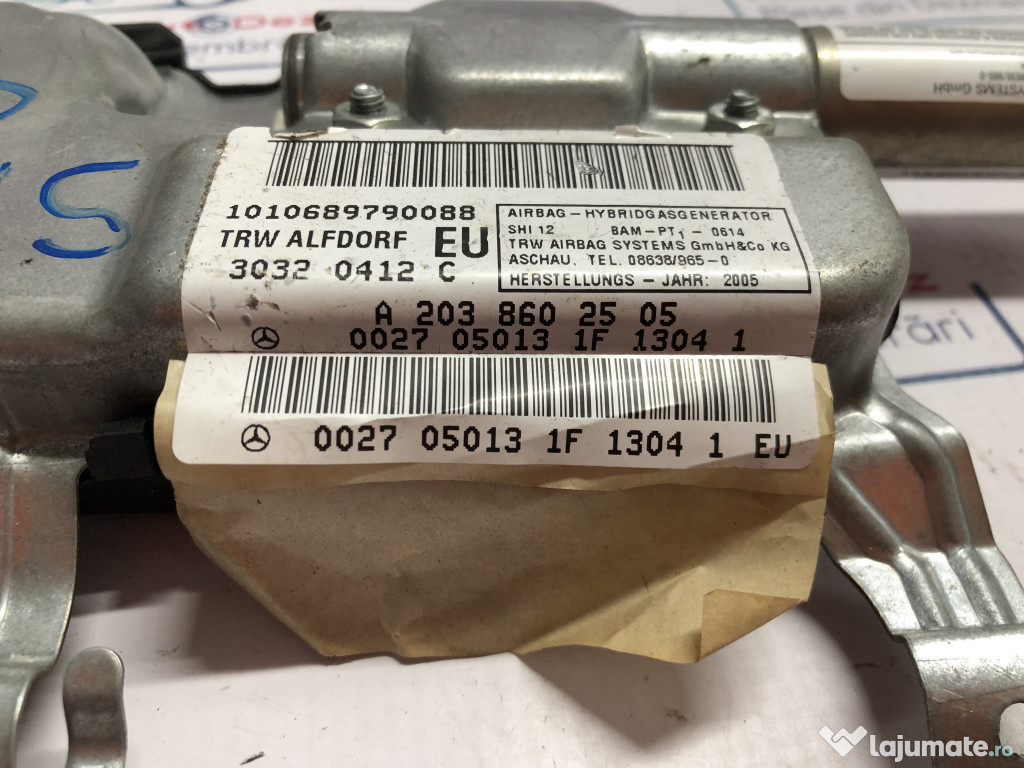 YSTEMS GmbH
1010689790088
TRW ALFDORF EU
3032 0412 C
AIRBAG – HYBRIDGASGENERATOR
SHI 12 BAM–PT₁ – 0614
TRW AIRBAG SYSTEMS GmbH&Co KG
ASCHAU. TEL. 08638/965–0
HERSTELLUNGS – JAHR: 2005
A 203 860 25 05
0027 05013 1F 1304 1
0027 05013 1F 1304 1 EU
lajumate.ro